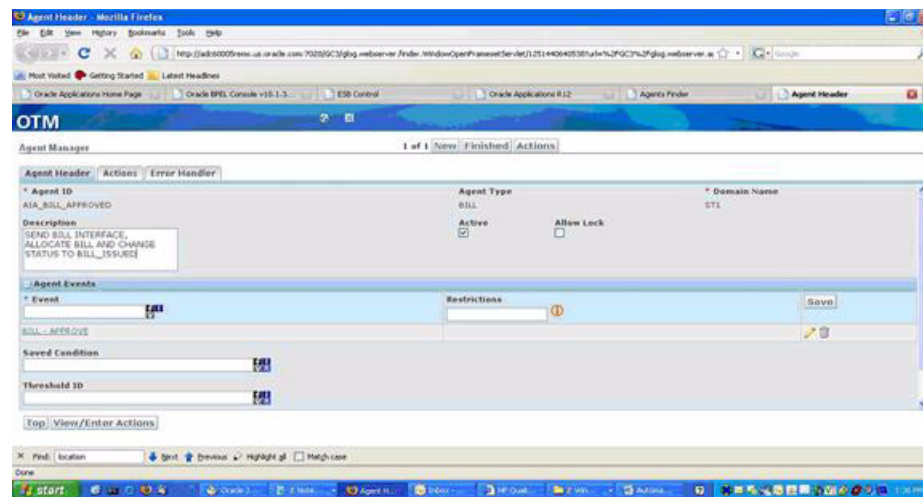 Agent Header - Mozilla Firefox
File Edit View History Bookmarks Tools Help
Most Visited Getting Started Latest Headlines
Oracle Applications Home Page
Oracle BPEL Console v10.1.3....
ESB Control
Oracle Applications R12
Agents Finder
Agent Header
OTM
Agent Manager
1 of 1 New Finished Actions
Agent Header Actions Error Handler
* Agent ID
AIA_BILL_APPROVED
Agent Type
BILL
* Domain Name
ST1
Description
SEND BILL INTERFACE,
ALLOCATE BILL AND CHANGE
STATUS TO BILL_ISSUED
Active
Allow Lock
Agent Events
* Event
Restrictions
Save
BILL - APPROVE
Saved Condition
Threshold ID
Top View/Enter Actions
Find: location Next Previous Highlight all Match case
Done
start